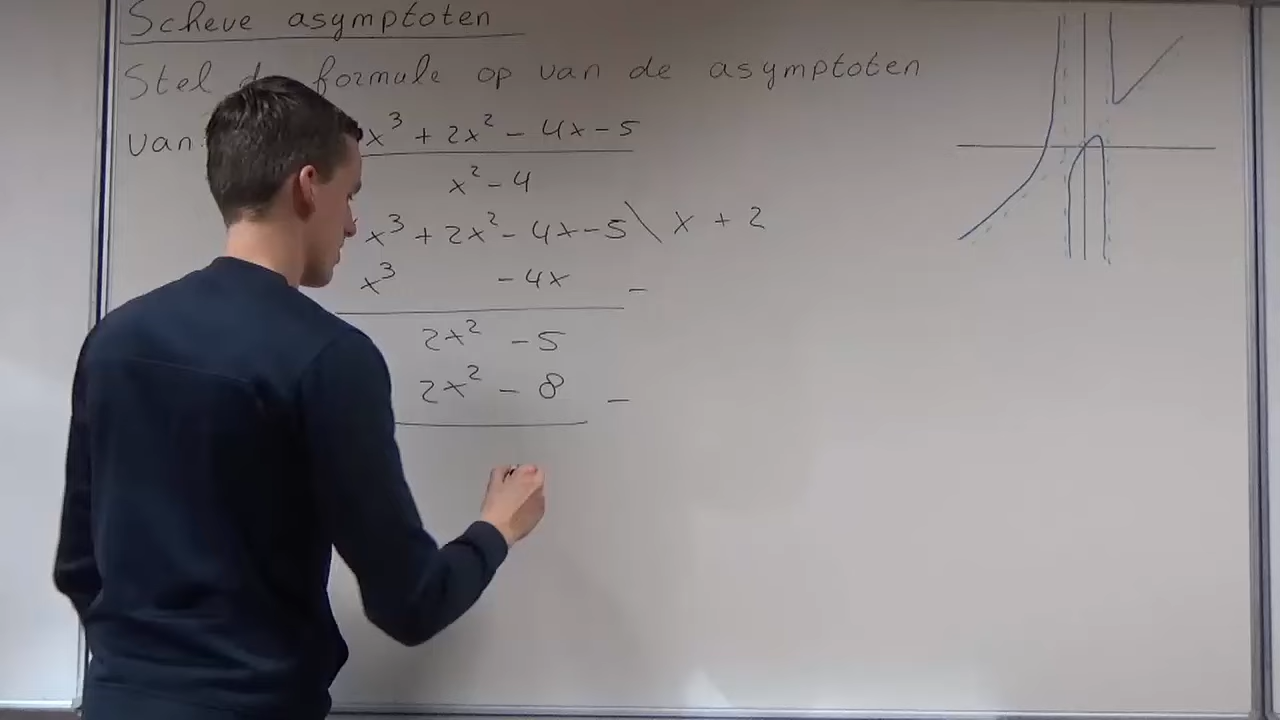 Scheve asymptoten
Stel formule op van de asymptoten
van
x³ + 2x² - 4x - 5
x² - 4
x³ + 2x² - 4x - 5 \ x + 2
x³ - 4x -
2x² - 5
2x² - 8 -